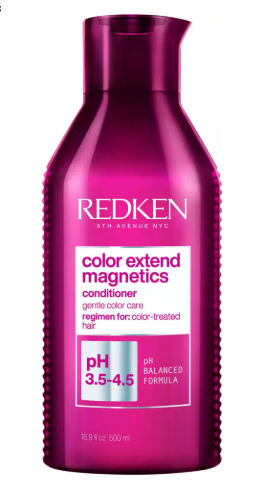 REDKEN
5TH AVENUE NYC
color extend
magnetics
conditioner
gentle color care
regimen for: color-treated
hair
pH
3.5-4.5
pH
BALANCED
FORMULA
16.9 fl oz 500 ml